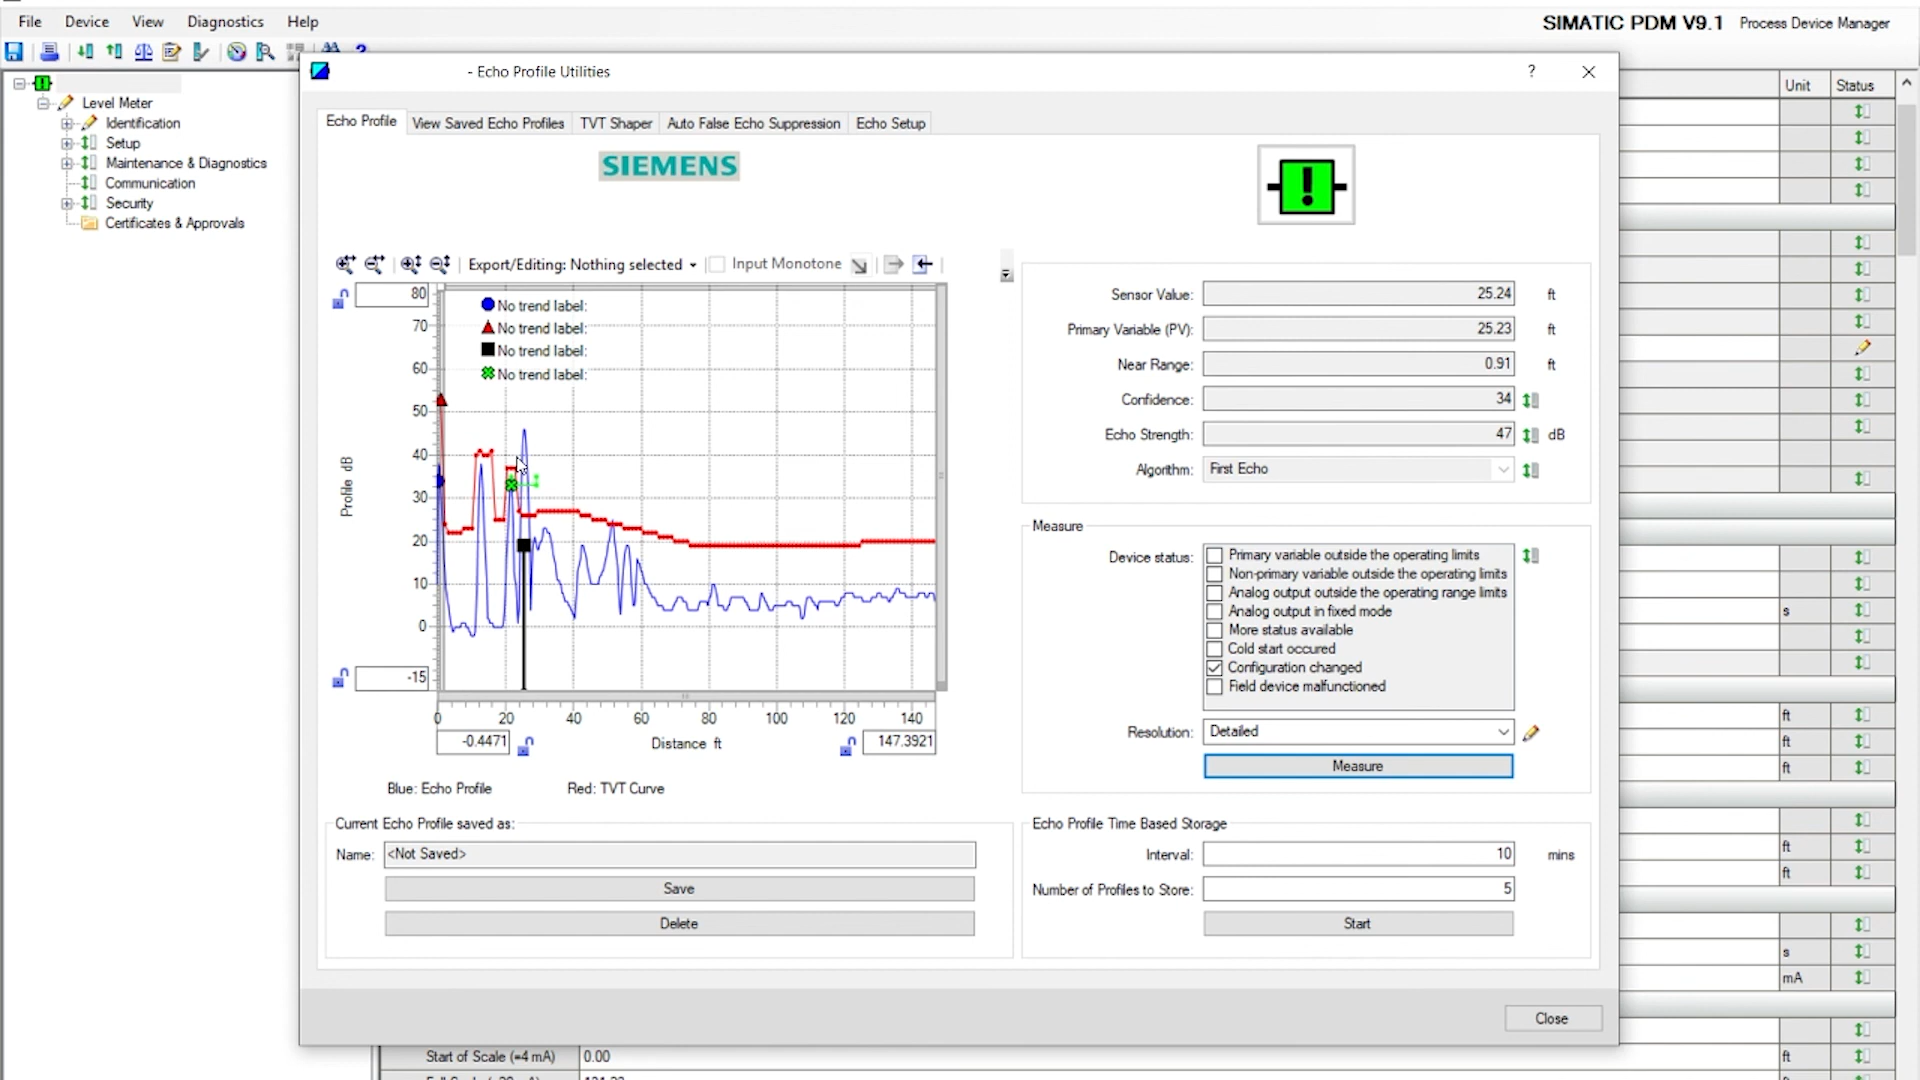 File Device View Diagnostics Help
SIMATIC PDM V9.1 Process Device Manager
- Echo Profile Utilities
Unit Status
Level Meter
Identification
Setup
Maintenance & Diagnostics
Communication
Security
Certificates & Approvals
Echo Profile View Saved Echo Profiles TVT Shaper Auto False Echo Suppression Echo Setup
SIEMENS
Export/Editing: Nothing selected Input Monotone
80
70
60
50
40
30
20
10
0
-15
Profile dB
No trend label:
No trend label:
No trend label:
No trend label:
0 20 40 60 80 100 120 140
-0.4471 Distance ft 147.3921
Blue: Echo Profile Red: TVT Curve
Current Echo Profile saved as:
Name: <Not Saved>
Save
Delete
Sensor Value: 25.24 ft
Primary Variable (PV): 25.23 ft
Near Range: 0.91 ft
Confidence: 34
Echo Strength: 47 dB
Algorithm: First Echo
Measure
Device status:
Primary variable outside the operating limits
Non-primary variable outside the operating limits
Analog output outside the operating range limits
Analog output in fixed mode
More status available
Cold start occured
Configuration changed
Field device malfunctioned
Resolution: Detailed
Measure
Echo Profile Time Based Storage
Interval: 10 mins
Number of Profiles to Store: 5
Start
Close
s
ft
ft
ft
ft
ft
s
mA
Start of Scale (=4 mA) 0.00 ft